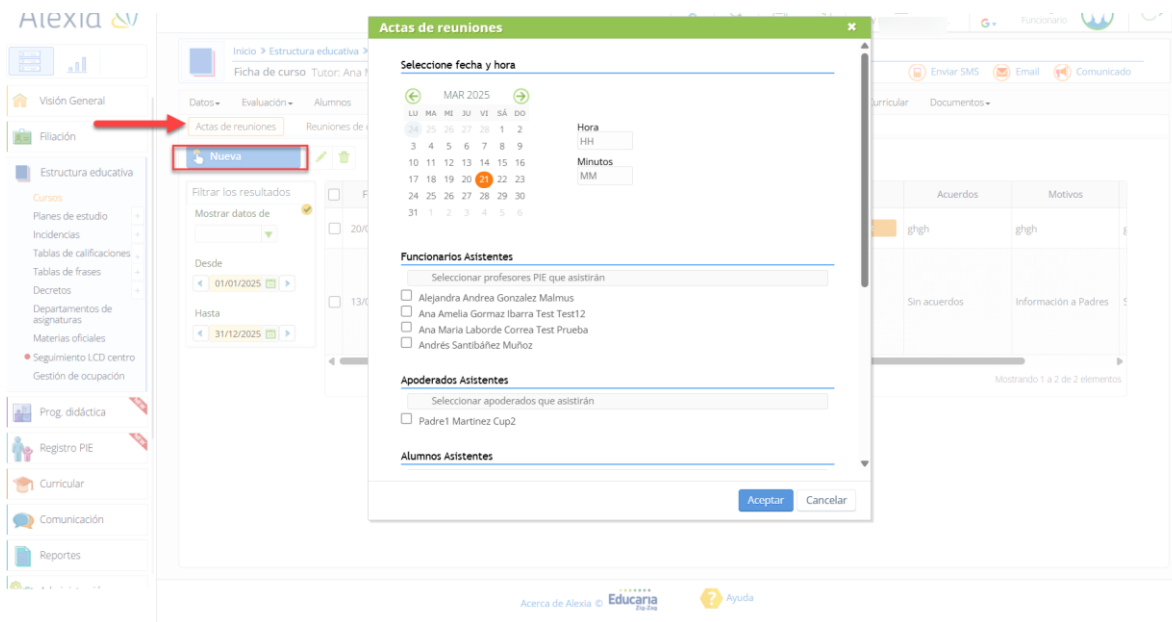 Alexia
Funcionario
Inicio > Estructura educativa >
Ficha de curso Tutor: Ana
Enviar SMS
Email
Comunicado
Datos
Evaluación
Alumnos
Curricular
Documentos
Actas de reuniones
Reuniones de
Nueva
Visión General
Filiación
Estructura educativa
Cursos
Planes de estudio
Incidencias
Tablas de calificaciones
Tablas de frases
Decretos
Departamentos de
asignaturas
Materias oficiales
Seguimiento LCD centro
Gestión de ocupación
Prog. didáctica
Registro PIE
Curricular
Comunicación
Reportes
Filtrar los resultados
Mostrar datos de
Desde
01/01/2025
Hasta
31/12/2025
F
20/0
13/0
Acuerdos
Motivos
ghgh
ghgh
g
Sin acuerdos
Información a Padres
S
Mostrando 1 a 2 de 2 elementos
Actas de reuniones
Seleccione fecha y hora
MAR 2025
LU MA MI JU VI SÁ DO
24 25 26 27 28 1 2
3 4 5 6 7 8 9
10 11 12 13 14 15 16
17 18 19 20 21 22 23
24 25 26 27 28 29 30
31 1 2 3 4 5 6
Hora
HH
Minutos
MM
Funcionarios Asistentes
Seleccionar profesores PIE que asistirán
Alejandra Andrea Gonzalez Malmus
Ana Amelia Gormaz Ibarra Test Test12
Ana Maria Laborde Correa Test Prueba
Andrés Santibáñez Muñoz
Apoderados Asistentes
Seleccionar apoderados que asistirán
Padre1 Martinez Cup2
Alumnos Asistentes
Aceptar
Cancelar
Acerca de Alexia ©
Educaria
Zig-Zag
Ayuda